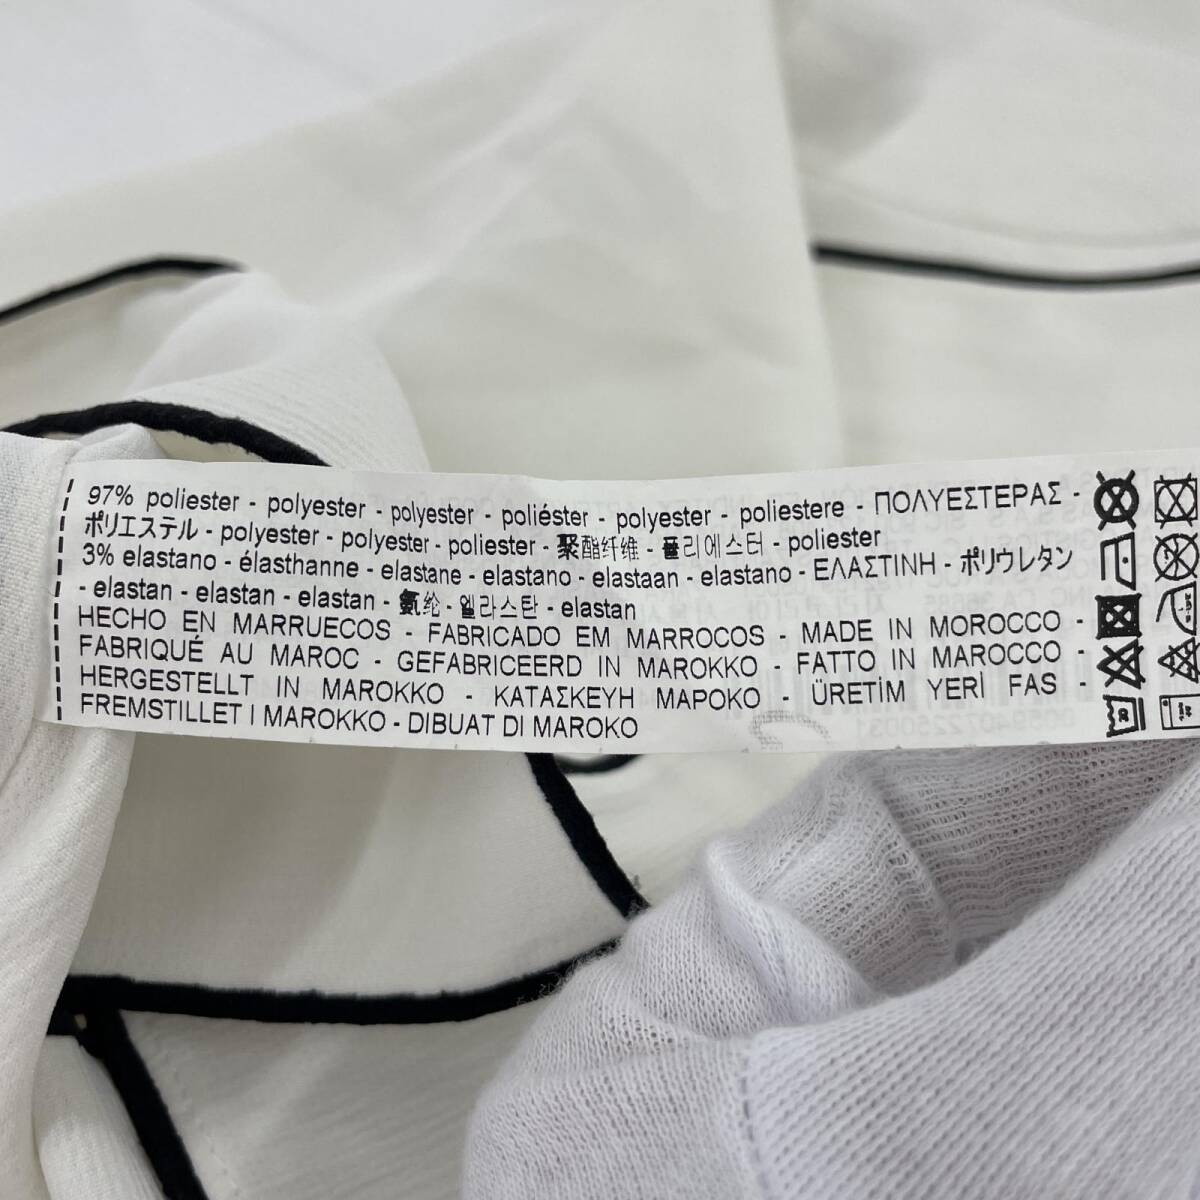 97% poliester - polyester - polyester - poliéster - polyester - poliestere - ΠΟΛΥΕΣΤΕΡΑΣ -
ポリエステル - polyester - polyester - poliester - 聚酯纤维 - 폴리에스터 - poliester
3% elastano - élasthanne - elastane - elastano - elastaan - elastano - ΕΛΑΣΤΙΝΗ - ポリウレタン
- elastan - elastan - elastan - 氨纶 - 엘라스탄 - elastan
HECHO EN MARRUECOS - FABRICADO EM MARROCOS - MADE IN MOROCCO -
FABRIQUÉ AU MAROC - GEFABRICEERD IN MAROKKO - FATTO IN MAROCCO -
HERGESTELLT IN MAROKKO - ΚΑΤΑΣΚΕΥΗ ΜΑΡΟΚΟ - ÜRETİM YERİ FAS -
FREMSTILLET I MAROKKO - DIBUAT DI MAROKO